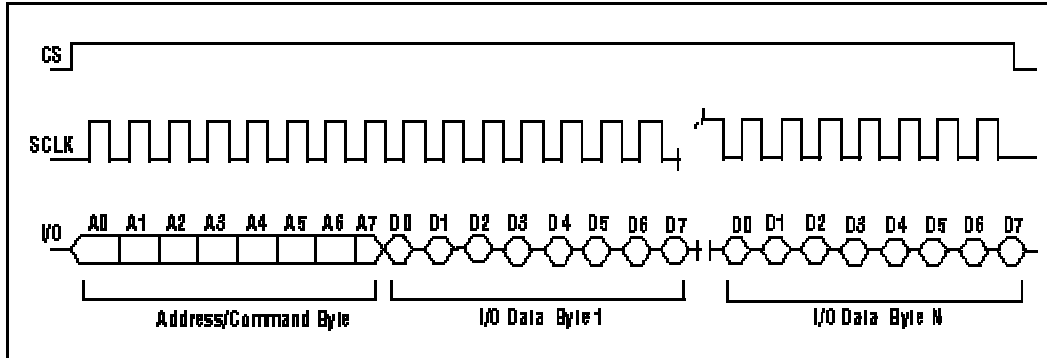 CS
SCLK
I/O A0 A1 A2 A3 A4 A5 A6 A7 D0 D1 D2 D3 D4 D5 D6 D7 D0 D1 D2 D3 D4 D5 D6 D7
Address/Command Byte I/O Data Byte 1 I/O Data Byte N